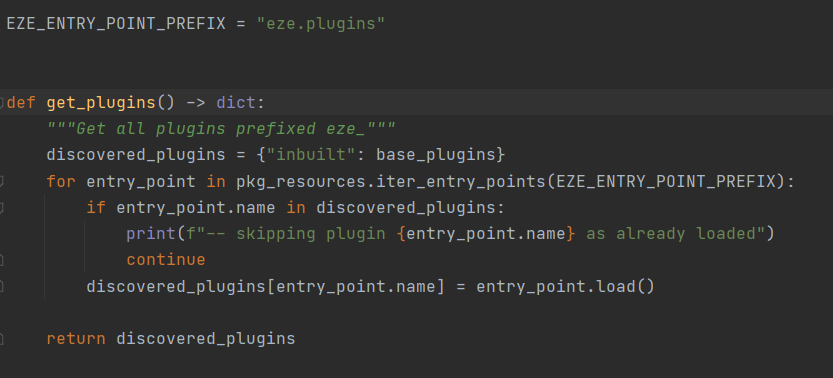 EZE_ENTRY_POINT_PREFIX = "eze.plugins"
def get_plugins() -> dict:
    """Get all plugins prefixed eze_"""
    discovered_plugins = {"inbuilt": base_plugins}
    for entry_point in pkg_resources.iter_entry_points(EZE_ENTRY_POINT_PREFIX):
        if entry_point.name in discovered_plugins:
            print(f"-- skipping plugin {entry_point.name} as already loaded")
            continue
        discovered_plugins[entry_point.name] = entry_point.load()
    return discovered_plugins